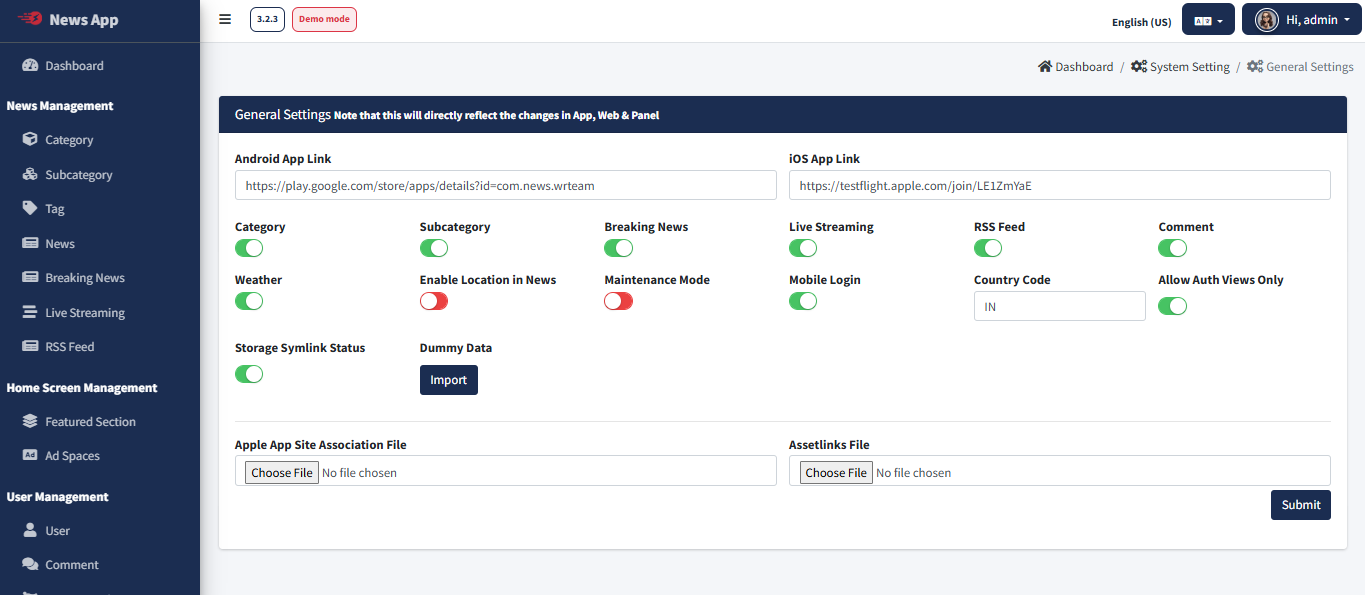 News App
3.2.3
Demo mode
English (US)
Hi, admin
Dashboard
News Management
Category
Subcategory
Tag
News
Breaking News
Live Streaming
RSS Feed
Home Screen Management
Featured Section
Ad Spaces
User Management
User
Comment
Dashboard / System Setting / General Settings
General Settings Note that this will directly reflect the changes in App, Web & Panel
Android App Link
iOS App Link
https://play.google.com/store/apps/details?id=com.news.wrteam
https://testflight.apple.com/join/LE1ZmYaE
Category
Subcategory
Breaking News
Live Streaming
RSS Feed
Comment
Weather
Enable Location in News
Maintenance Mode
Mobile Login
Country Code
Allow Auth Views Only
IN
Storage Symlink Status
Dummy Data
Import
Apple App Site Association File
Assetlinks File
Choose File No file chosen
Choose File No file chosen
Submit